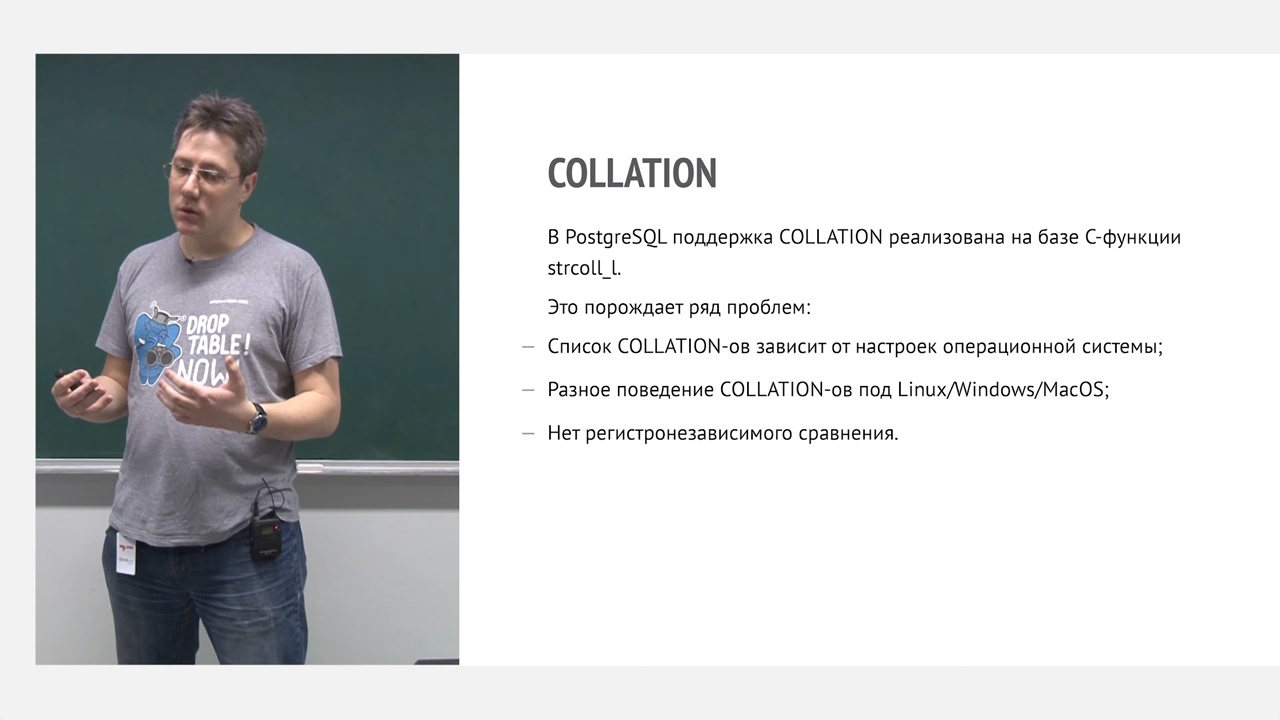 COLLATION
В PostgreSQL поддержка COLLATION реализована на базе C-функции
strcoll_l.
Это порождает ряд проблем:
– Список COLLATION-ов зависит от настроек операционной системы;
– Разное поведение COLLATION-ов под Linux/Windows/MacOS;
– Нет регистронезависимого сравнения.
DROP
TABLE!
NOW